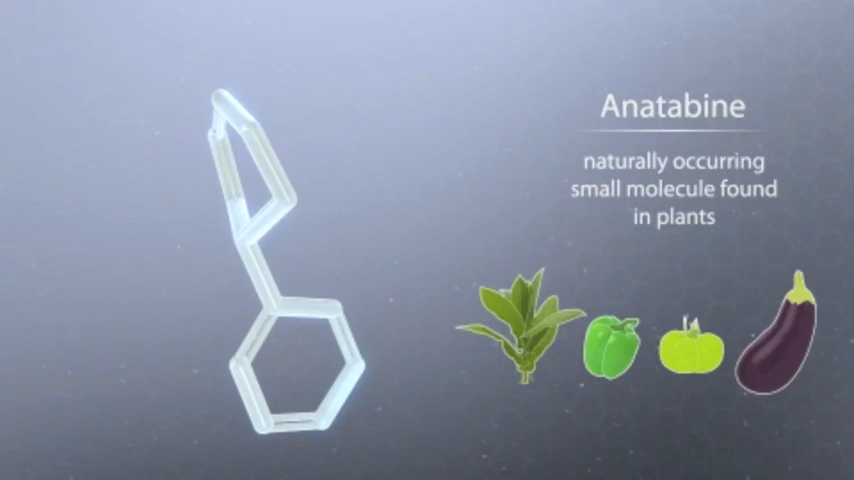 Anatabine
naturally occurring
small molecule found
in plants